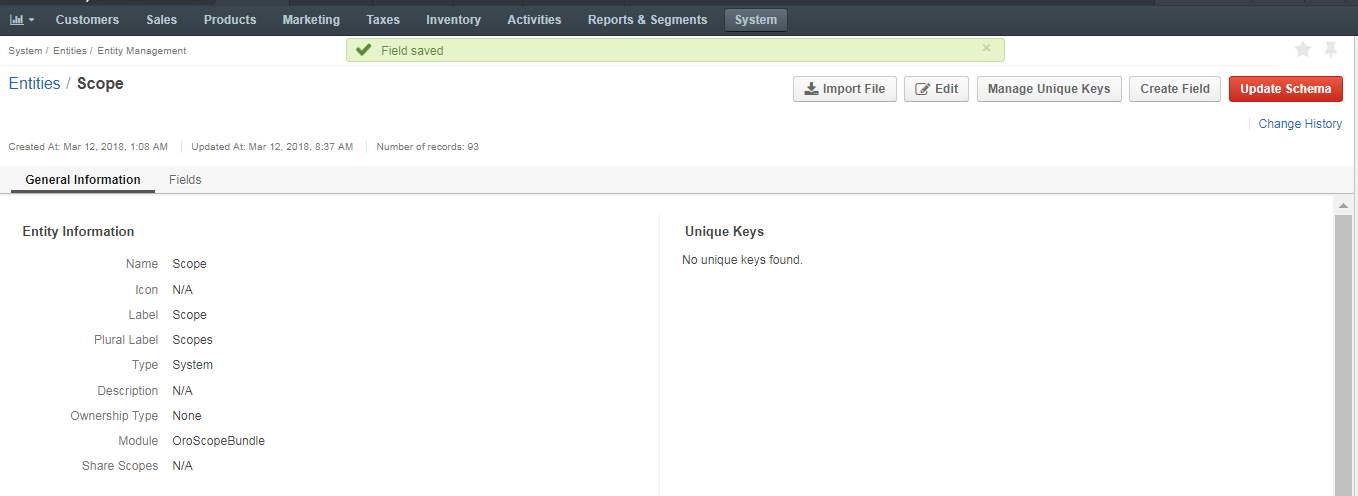 Customers Sales Products Marketing Taxes Inventory Activities Reports & Segments System
System / Entities / Entity Management
Field saved ×
Entities / Scope
Import File Edit Manage Unique Keys Create Field Update Schema
Change History
Created At: Mar 12, 2018, 1:08 AM Updated At: Mar 12, 2018, 8:37 AM Number of records: 93
General Information Fields
Entity Information
Name Scope
Icon N/A
Label Scope
Plural Label Scopes
Type System
Description N/A
Ownership Type None
Module OroScopeBundle
Share Scopes N/A
Unique Keys
No unique keys found.